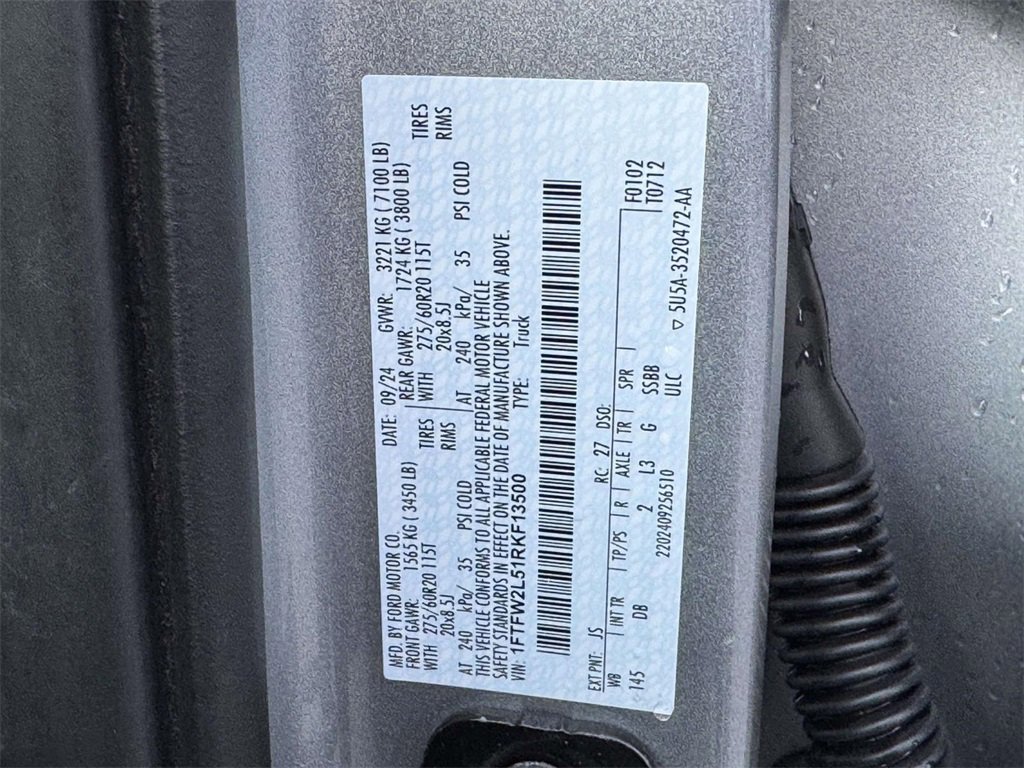 MFD. BY FORD MOTOR CO.
DATE: 09/24 GVWR: 3221 KG ( 7100 LB)
FRONT GAWR: 1565 KG ( 3450 LB)
REAR GAWR: 1724 KG ( 3800 LB)
WITH 275/60R20 115T TIRES
WITH 275/60R20 115T TIRES
20x8.5J RIMS
20x8.5J RIMS
AT 240 kPa/ 35 PSI COLD
AT 240 kPa/ 35 PSI COLD
THIS VEHICLE CONFORMS TO ALL APPLICABLE FEDERAL MOTOR VEHICLE
SAFETY STANDARDS IN EFFECT ON THE DATE OF MANUFACTURE SHOWN ABOVE.
VIN: 1FTFW2L51RKF13500 TYPE: Truck
EXT PNT: JS RC: 27 DSO: F0102
WB INT TR TP/PS R AXLE TR SPR T0712
145 DB 2 L3 G SSBB
2202409256510 ULC
▽ 5U5A-3520472-AA